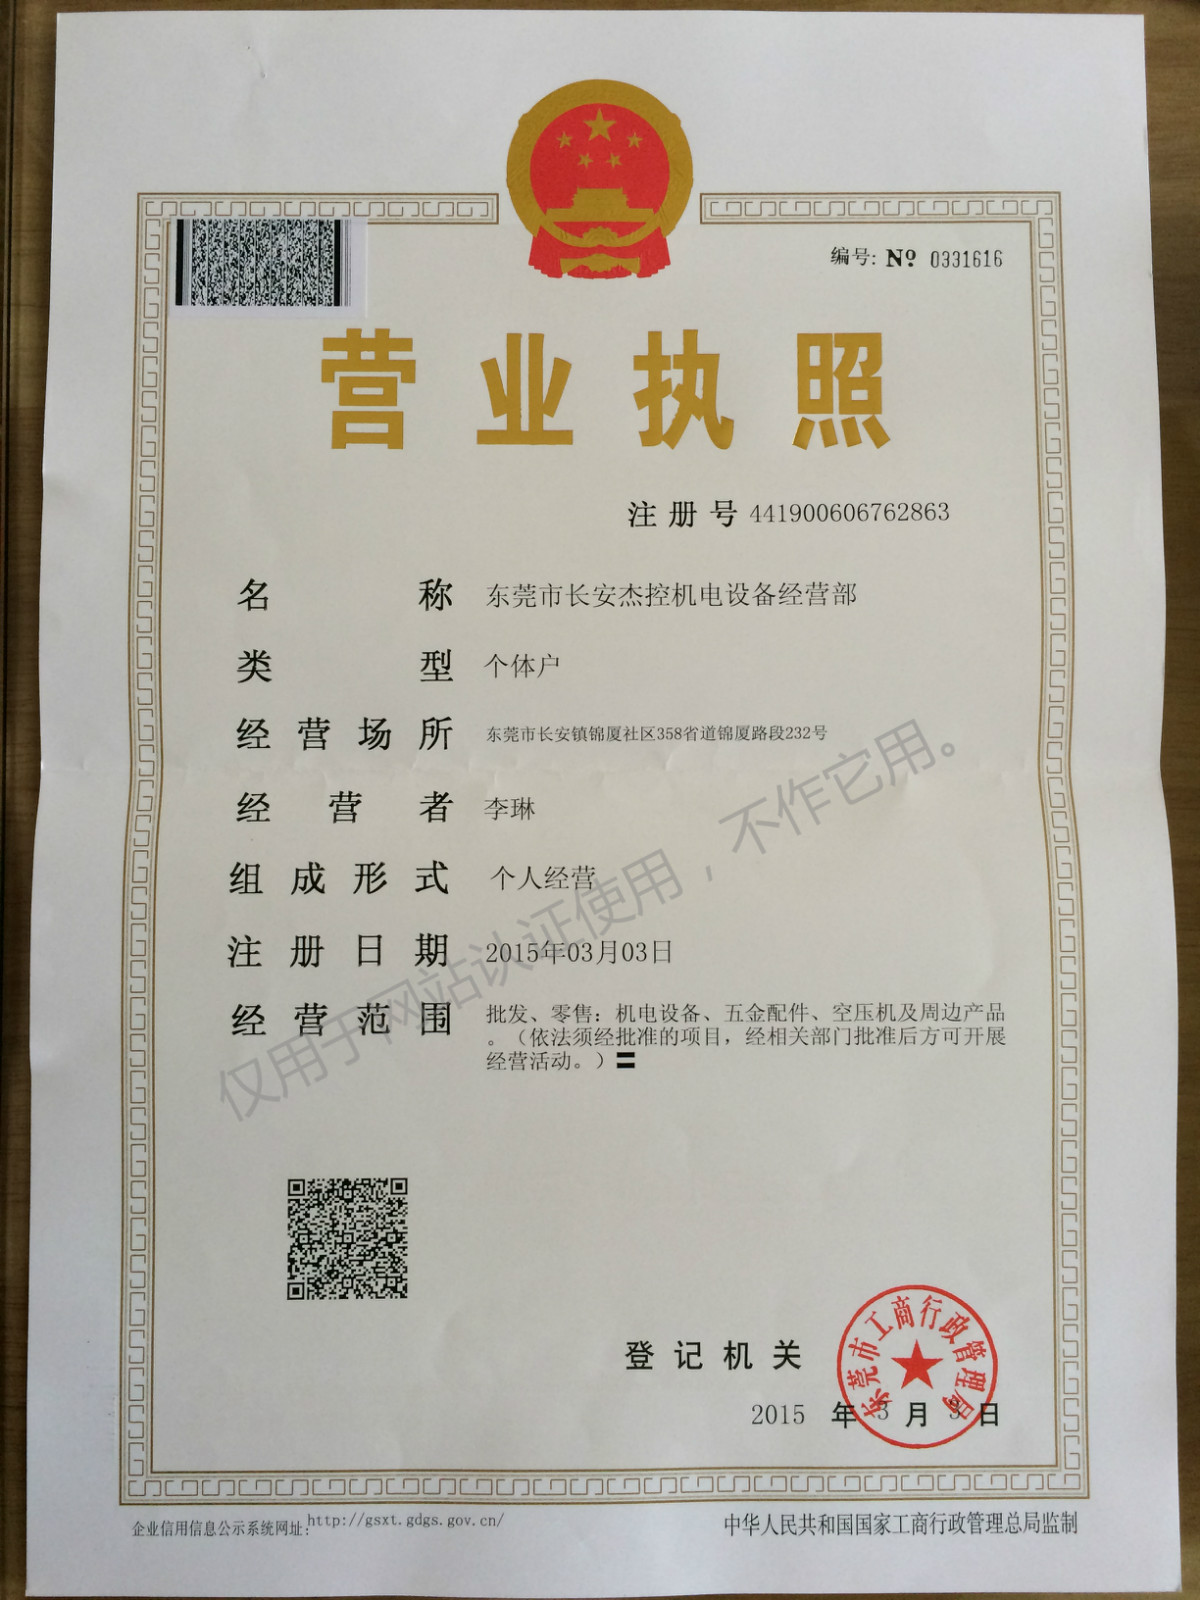 编号: Nº 0331616
营业执照
注册号 441900606762863
名称 东莞市长安杰控机电设备经营部
类型 个体户
经营场所 东莞市长安镇锦厦社区358省道锦厦路段232号
经营者 李琳
组成形式 个人经营
注册日期 2015年03月03日
经营范围 批发、零售：机电设备、五金配件、空压机及周边产品
。（依法须经批准的项目，经相关部门批准后方可开展
经营活动。）〓
仅用于网站认证使用，不作它用。
登记机关
东莞市工商行政管理局
2015 年 3 月 3 日
企业信用信息公示系统网址：http://gsxt.gdgs.gov.cn/
中华人民共和国国家工商行政管理总局监制